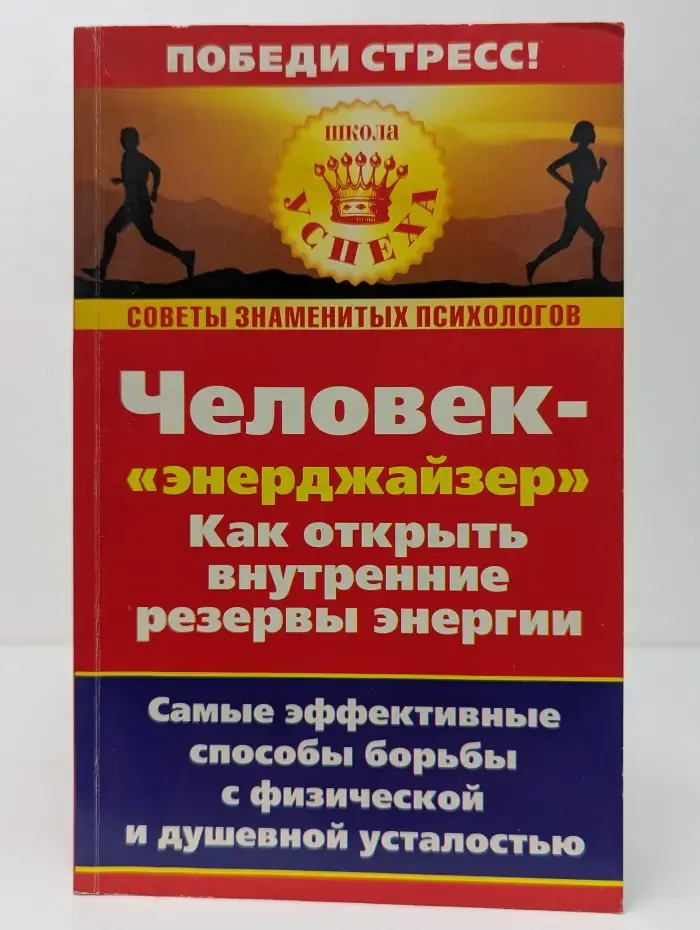 ПОБЕДИ СТРЕСС!
ШКОЛА
УСПЕХА
СОВЕТЫ ЗНАМЕНИТЫХ ПСИХОЛОГОВ
Человек-
«энерджайзер»
Как открыть
внутренние
резервы энергии
Самые эффективные
способы борьбы
с физической
и душевной усталостью